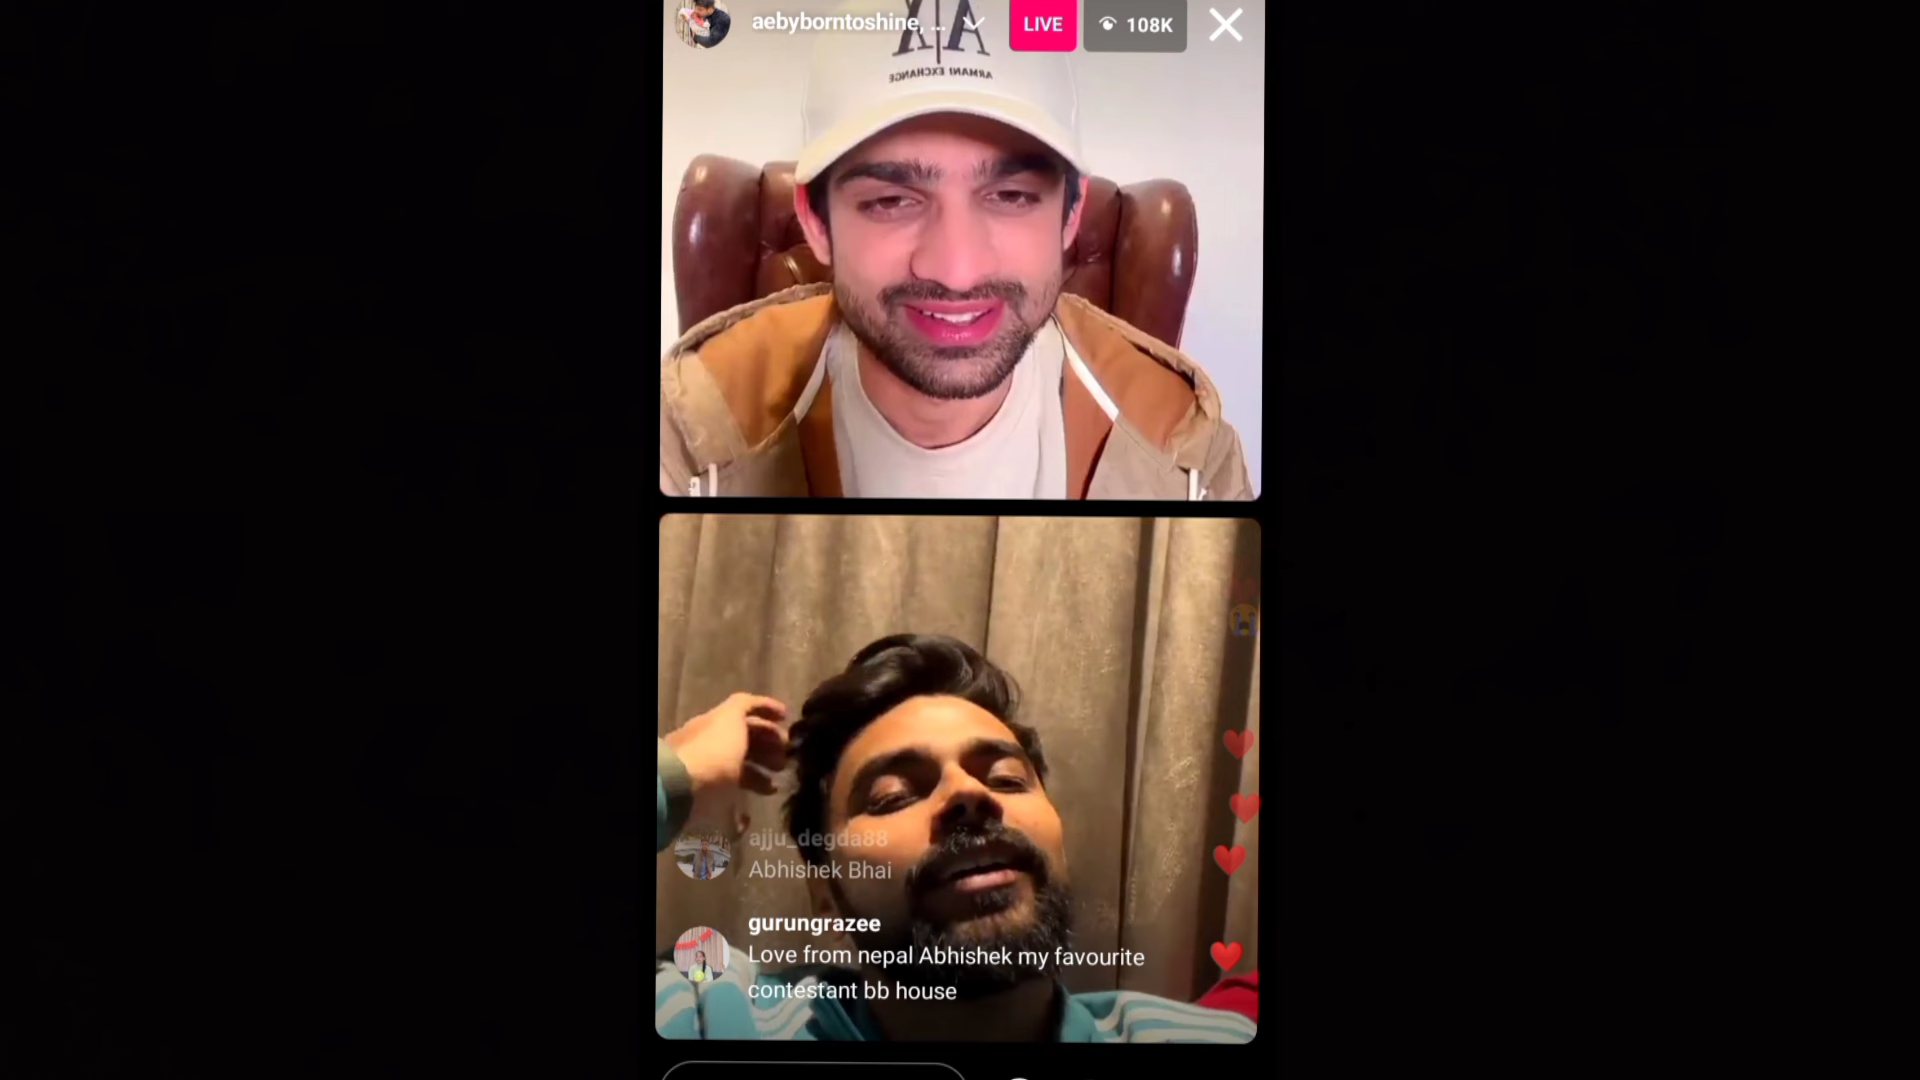 aebyborntoshine, ...
LIVE
108K
A|X
ARMANI EXCHANGE
ajju_degda88
Abhishek Bhai
gurungrazee
Love from nepal Abhishek my favourite
contestant bb house